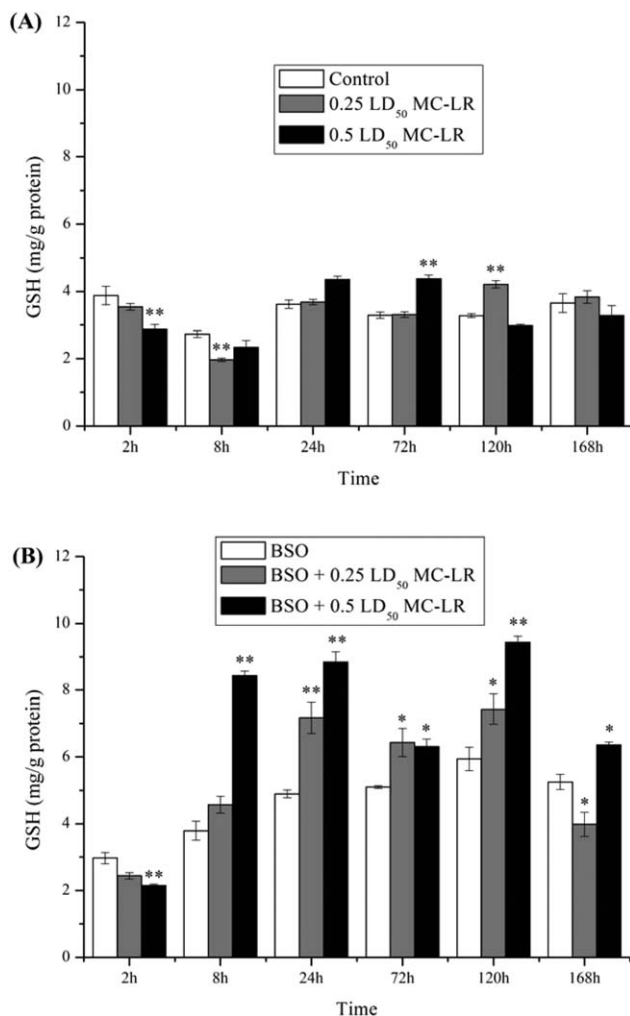 (A)
12
10
8
6
4
2
0
GSH (mg/g protein)
Control
0.25 LD50 MC-LR
0.5 LD50 MC-LR
**
**
**
**
2h 8h 24h 72h 120h 168h
Time
(B)
12
10
8
6
4
2
0
GSH (mg/g protein)
BSO
BSO + 0.25 LD50 MC-LR
BSO + 0.5 LD50 MC-LR
**
**
**
**
*
*
*
**
*
*
2h 8h 24h 72h 120h 168h
Time